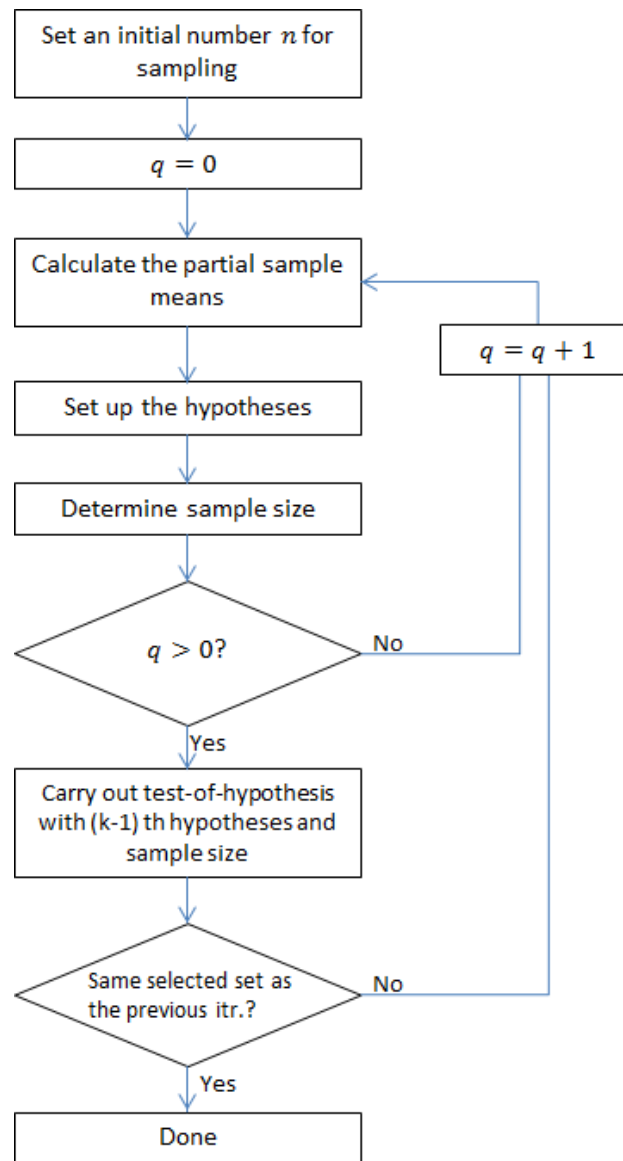 Set an initial number n for
sampling
q = 0
Calculate the partial sample
means
q = q + 1
Set up the hypotheses
Determine sample size
q > 0?
No
Yes
Carry out test-of-hypothesis
with (k-1) th hypotheses and
sample size
Same selected set as
the previous itr.?
No
Yes
Done